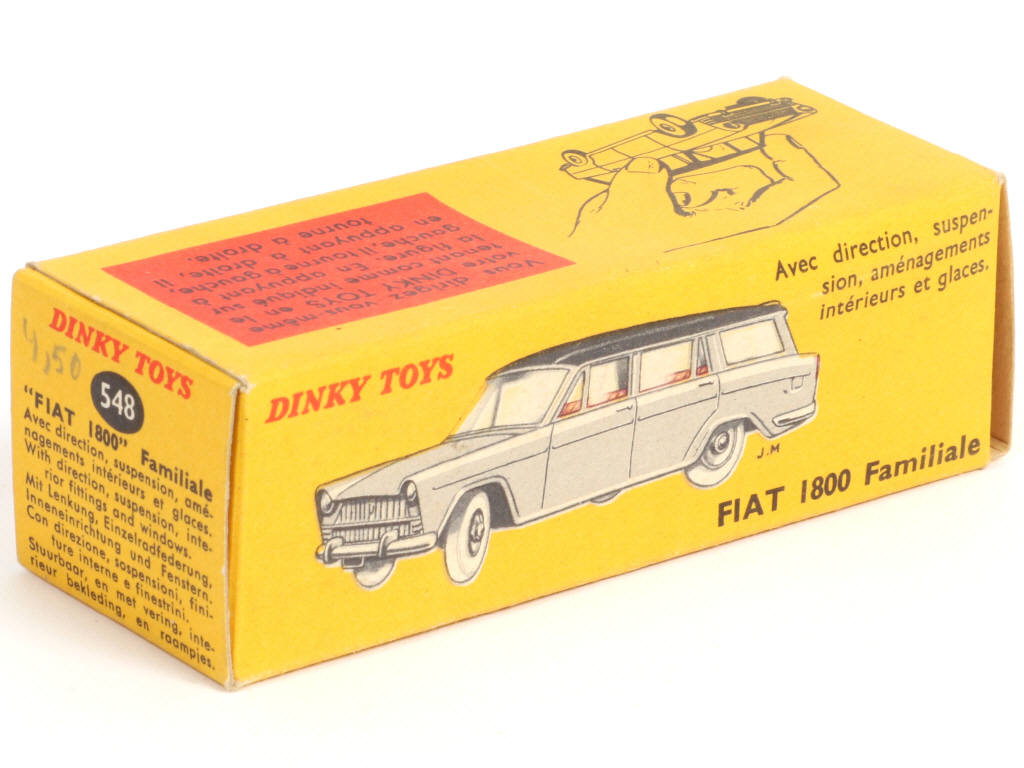 Vous dirigez vous même
votre DINKY TOYS en le
tenant comme indiqué sur
la figure. En appuyant à
gauche, il tourne à gauche,
en appuyant à droite, il
tourne à droite.
Avec direction, suspen-
sion, aménagements
intérieurs et glaces.
DINKY TOYS
J.M
FIAT 1800 Familiale
DINKY TOYS
4,50
548
"FIAT 1800" Familiale
Avec direction, suspension, amé-
nagements intérieurs et glaces.
With direction, suspension, inte-
rior fittings and windows.
Mit Lenkung, Einzelradfederung,
Inneneinrichtung und Fenstern.
Con direzione, sospensioni, fini-
ture interne e finestrini.
Stuurbaar, en met vering, inte-
rieur bekleding, en raampjes.